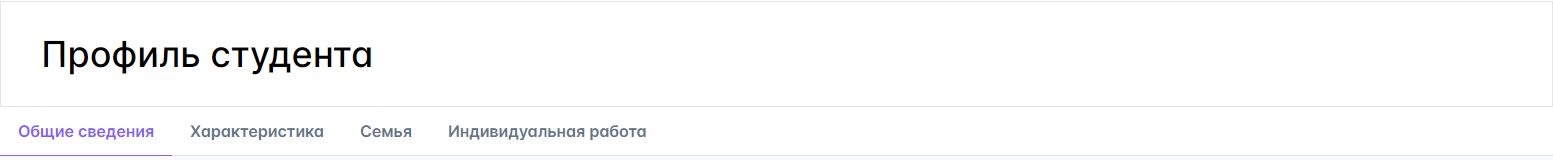 Профиль студента
Общие сведения Характеристика Семья Индивидуальная работа